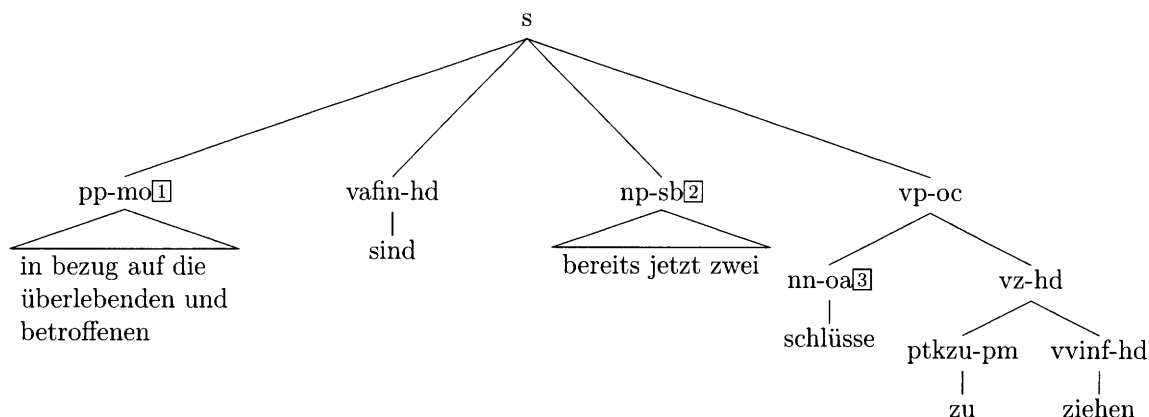 s
pp-mo1 vafin-hd np-sb2 vp-oc
sind
in bezug auf die
überlebenden und
betroffenen
bereits jetzt zwei
nn-oa3 vz-hd
schlüsse
ptkzu-pm vvinf-hd
zu ziehen